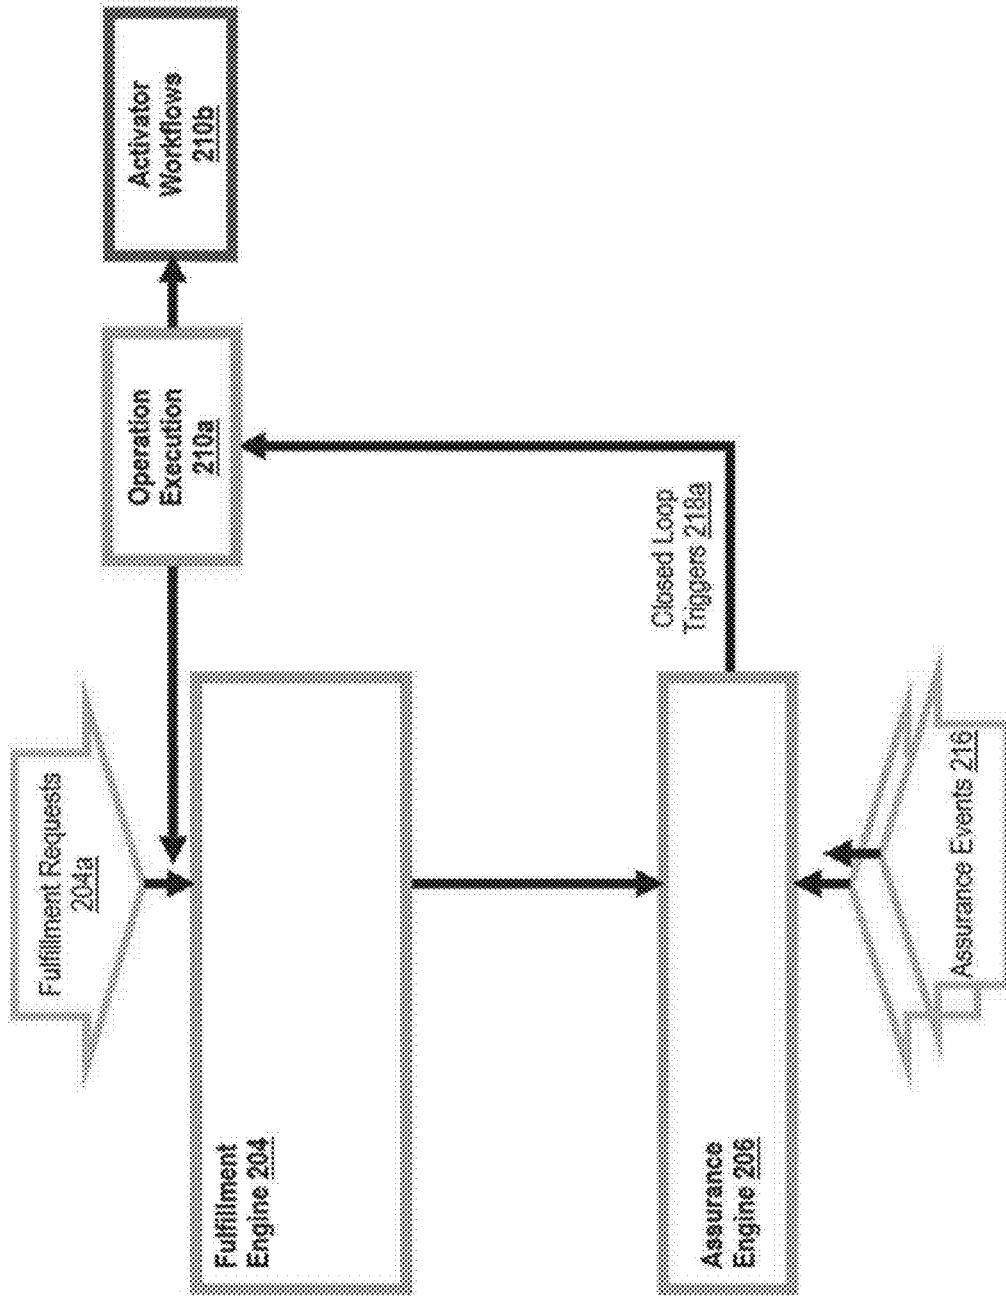 Fulfillment Requests
204a
Fulfillment
Engine 204
Operation
Execution
210a
Activator
Workflows
210b
Closed Loop
Triggers 218a
Assurance
Engine 206
Assurance Events 216